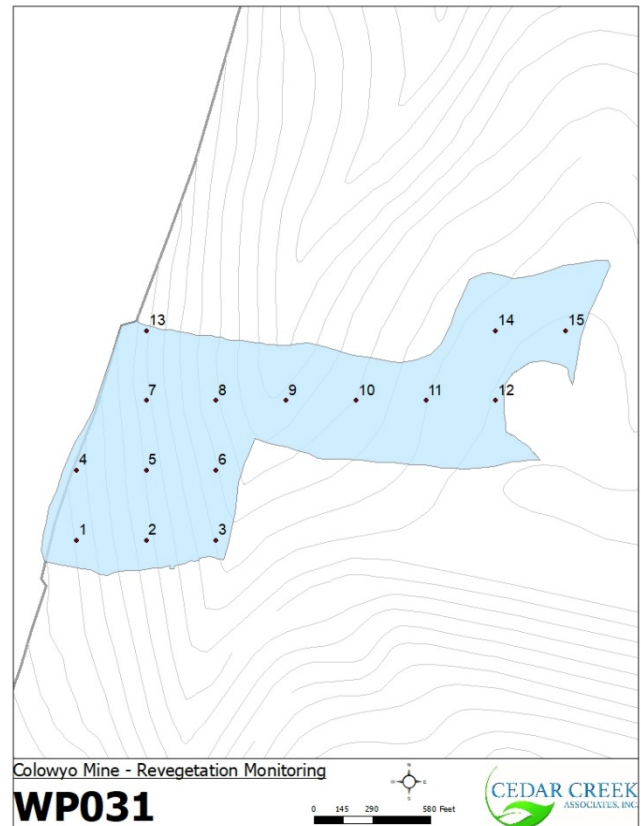 13
14 15
7 8 9 10 11 12
4 5 6
1 2 3
Colowyo Mine - Revegetation Monitoring
WP031
0 145 290 580 Feet
CEDAR CREEK
ASSOCIATES, INC.